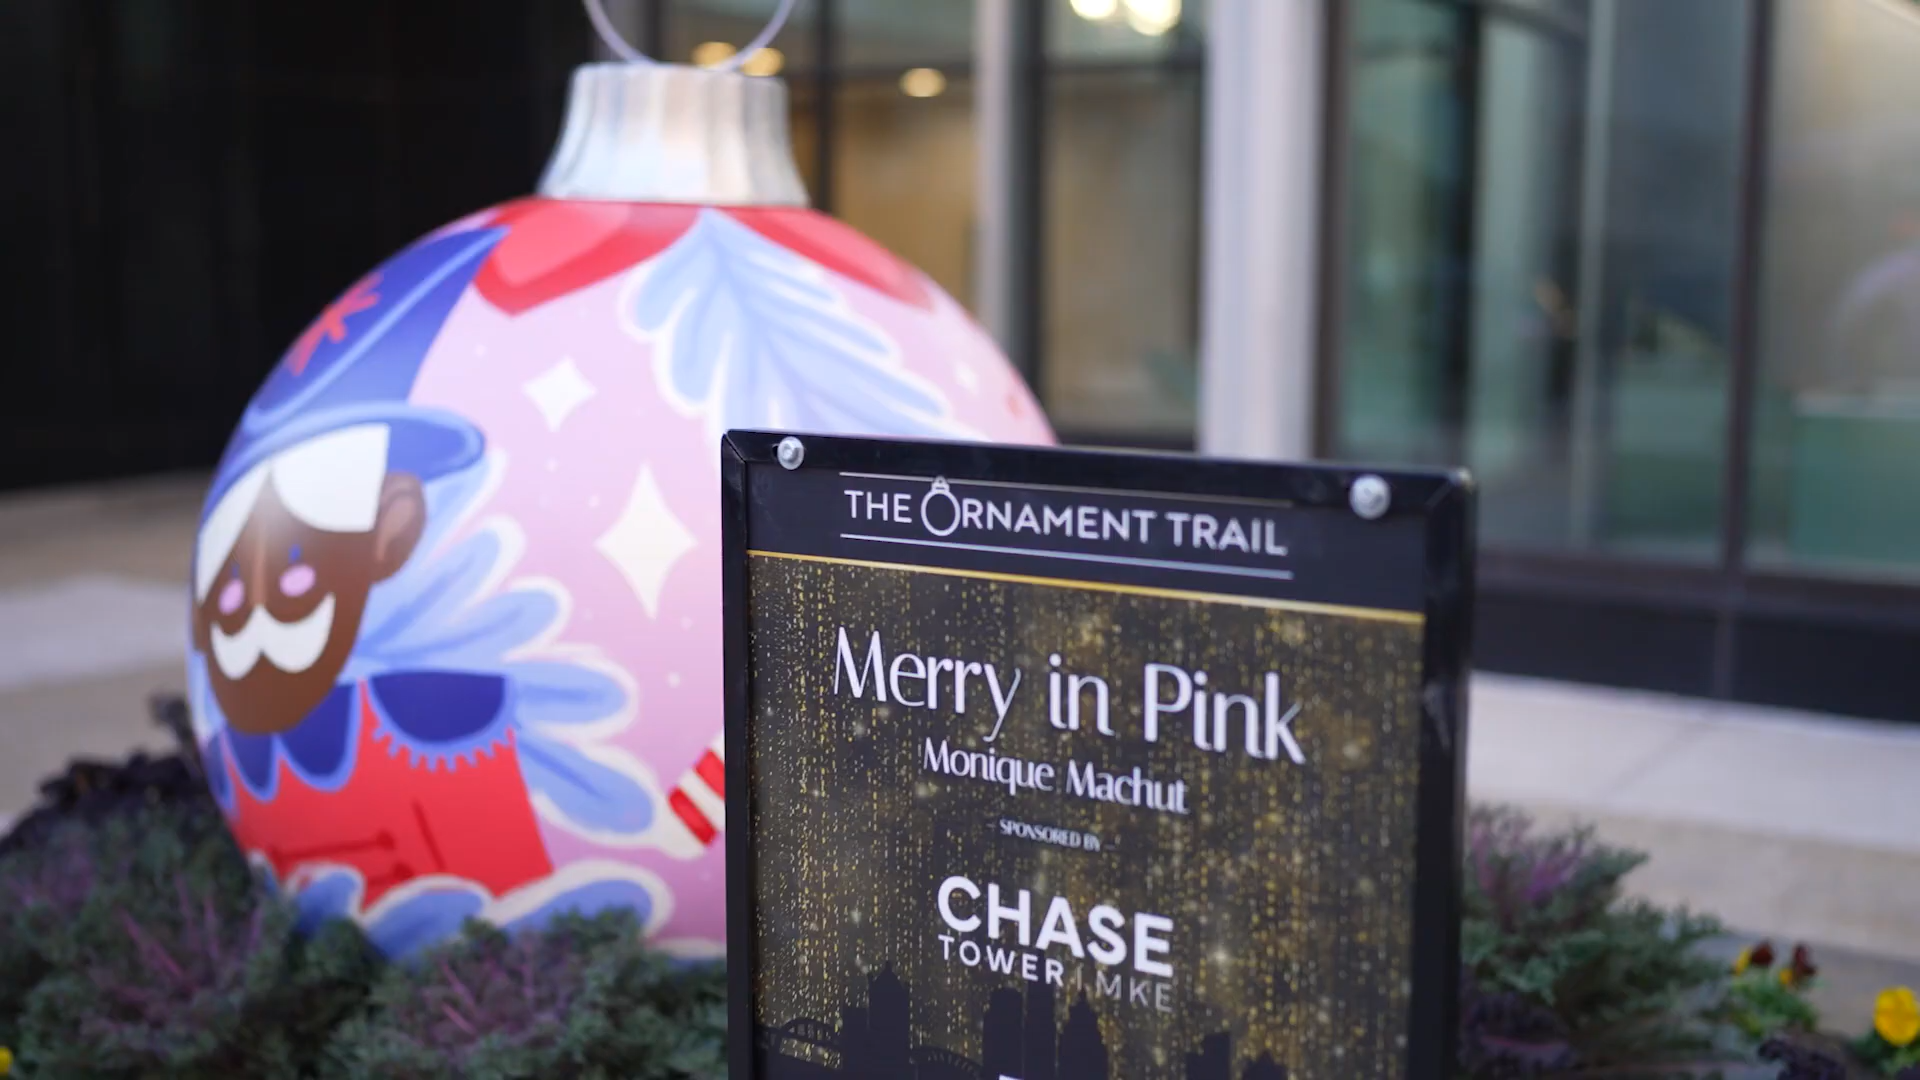 THE ORNAMENT TRAIL
Merry in Pink
Monique Machut
- SPONSORED BY -
CHASE
TOWER | MKE